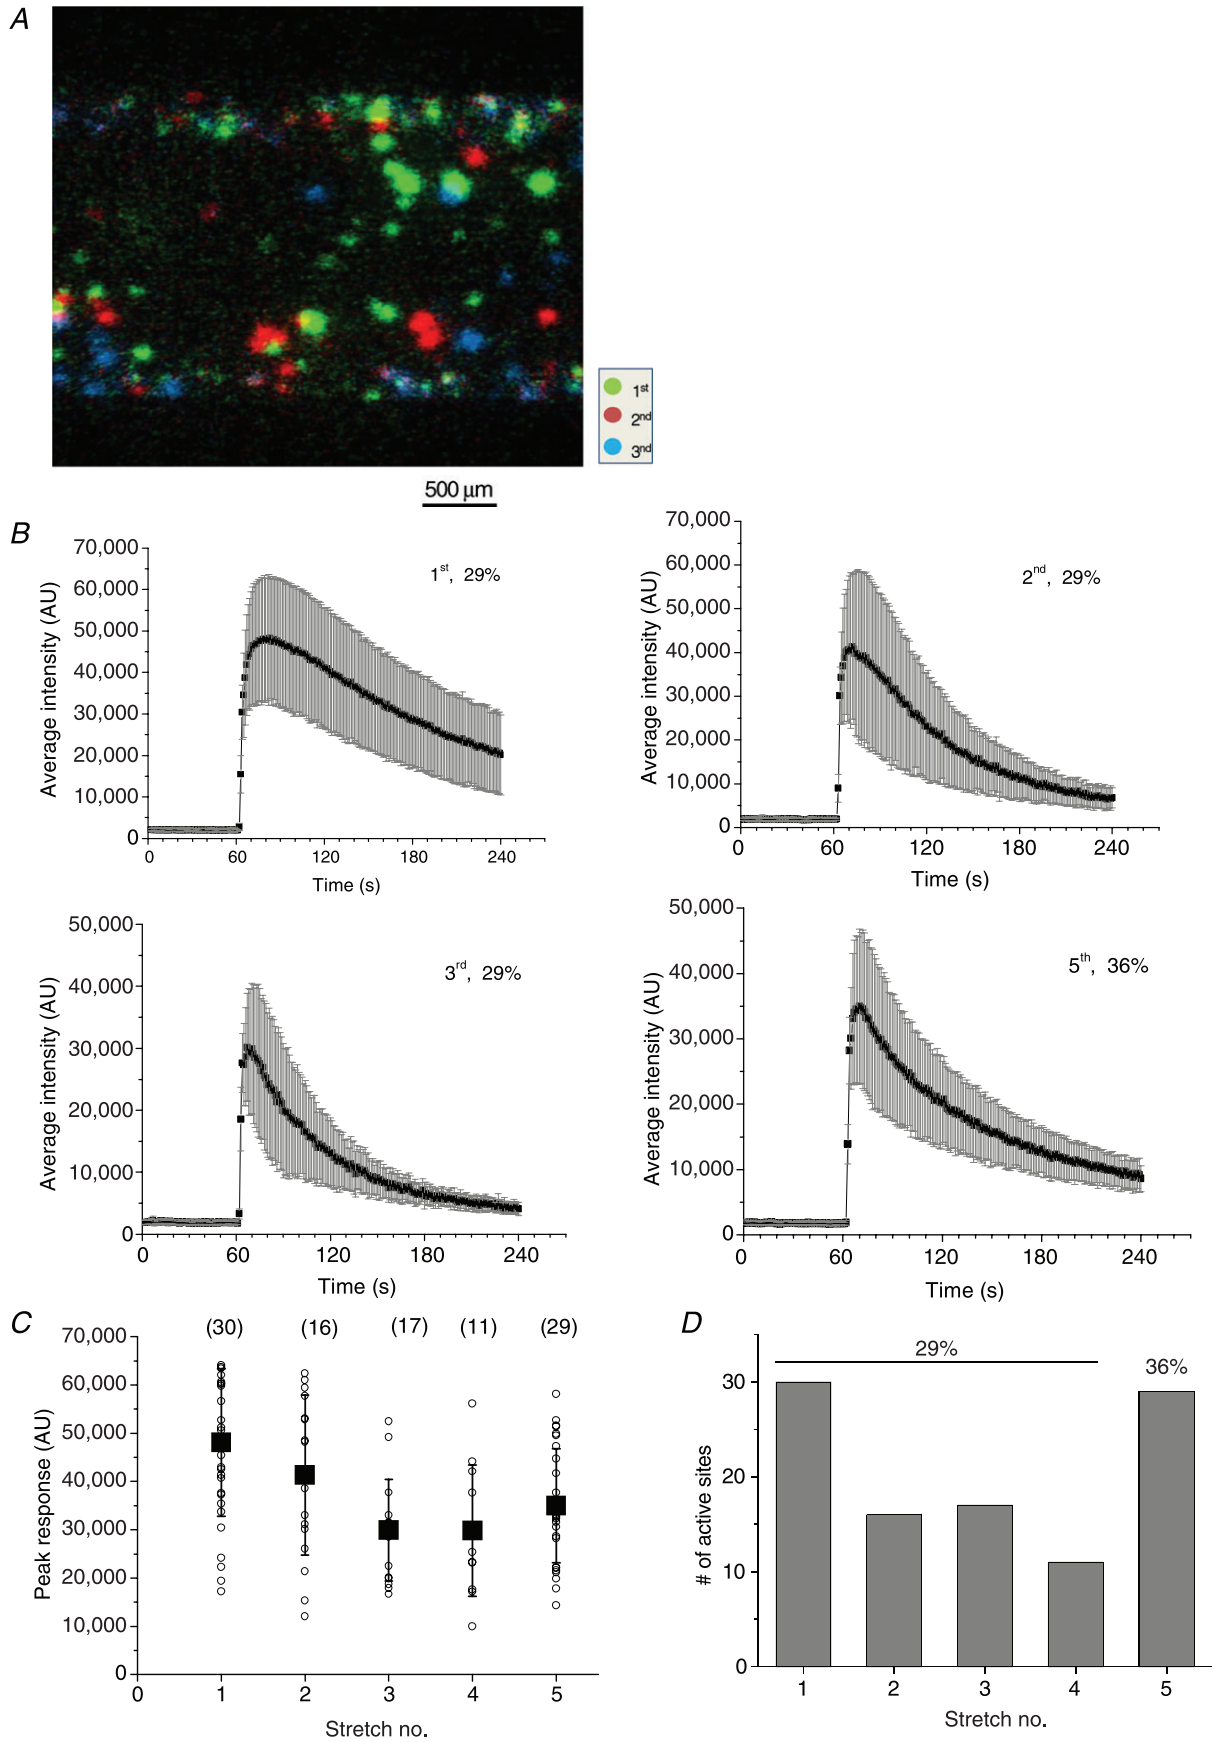 A
1st
2nd
3nd
500 µm
B
70,000
60,000
50,000
40,000
30,000
20,000
10,000
0
Average intensity (AU)
1st, 29%
0 60 120 180 240
Time (s)
70,000
60,000
50,000
40,000
30,000
20,000
10,000
0
Average intensity (AU)
2nd, 29%
0 60 120 180 240
Time (s)
50,000
40,000
30,000
20,000
10,000
0
Average intensity (AU)
3rd, 29%
0 60 120 180 240
Time (s)
50,000
40,000
30,000
20,000
10,000
0
Average intensity (AU)
5th, 36%
0 60 120 180 240
Time (s)
C
(30) (16) (17) (11) (29)
70,000
60,000
50,000
40,000
30,000
20,000
10,000
0
Peak response (AU)
0 1 2 3 4 5
Stretch no.
D
29%
36%
30
20
10
0
# of active sites
1 2 3 4 5
Stretch no.